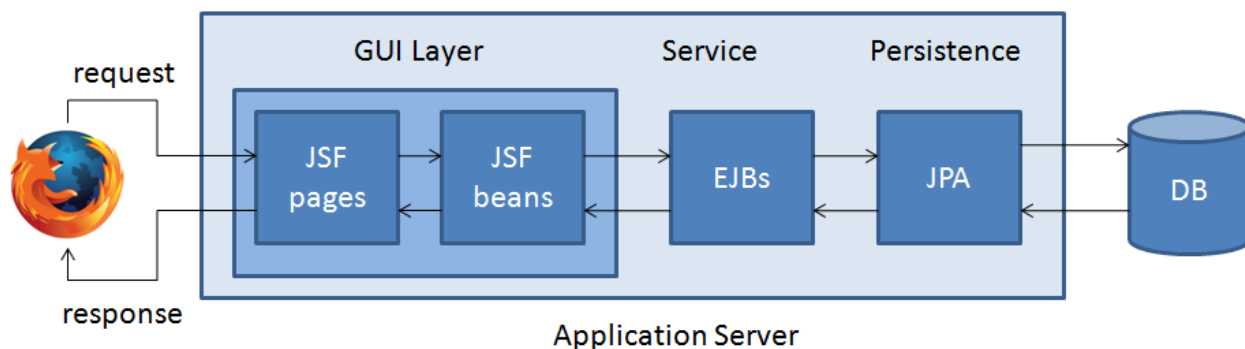 GUI Layer
Service
Persistence
request
JSF
pages
JSF
beans
EJBs
JPA
DB
response
Application Server